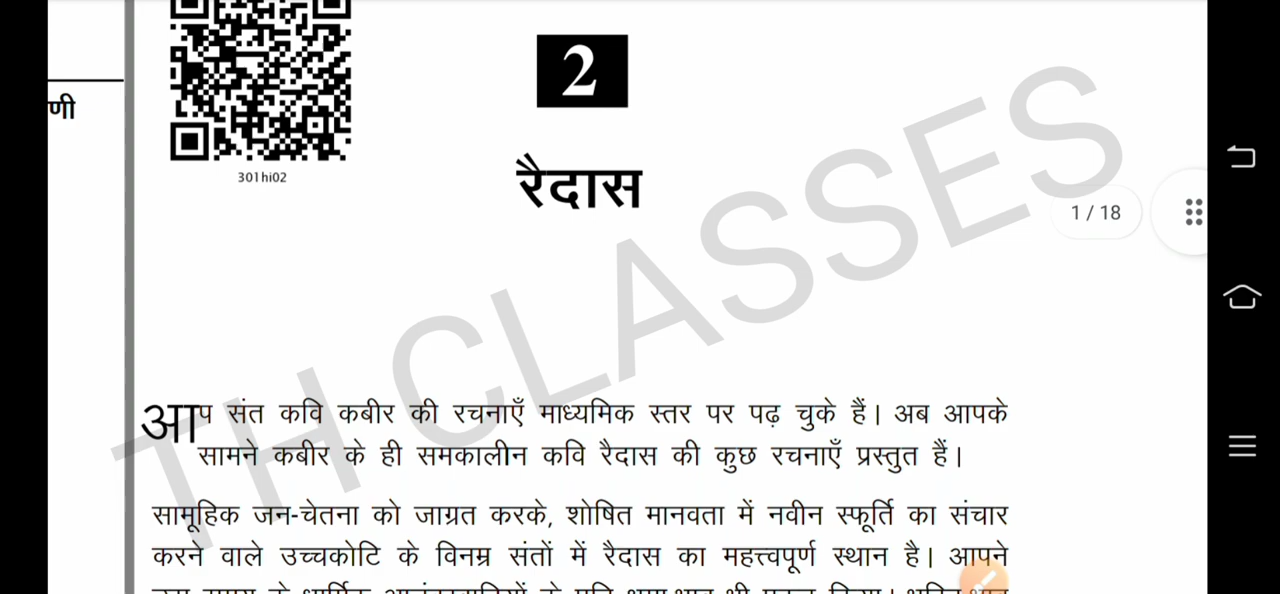 2
णी
301hi02
रैदास
1 / 18
TH CLASSES
आप संत कवि कबीर की रचनाएँ माध्यमिक स्तर पर पढ़ चुके हैं। अब आपके
सामने कबीर के ही समकालीन कवि रैदास की कुछ रचनाएँ प्रस्तुत हैं।
सामूहिक जन-चेतना को जाग्रत करके, शोषित मानवता में नवीन स्फूर्ति का संचार
करने वाले उच्चकोटि के विनम्र संतों में रैदास का महत्त्वपूर्ण स्थान है। आपने